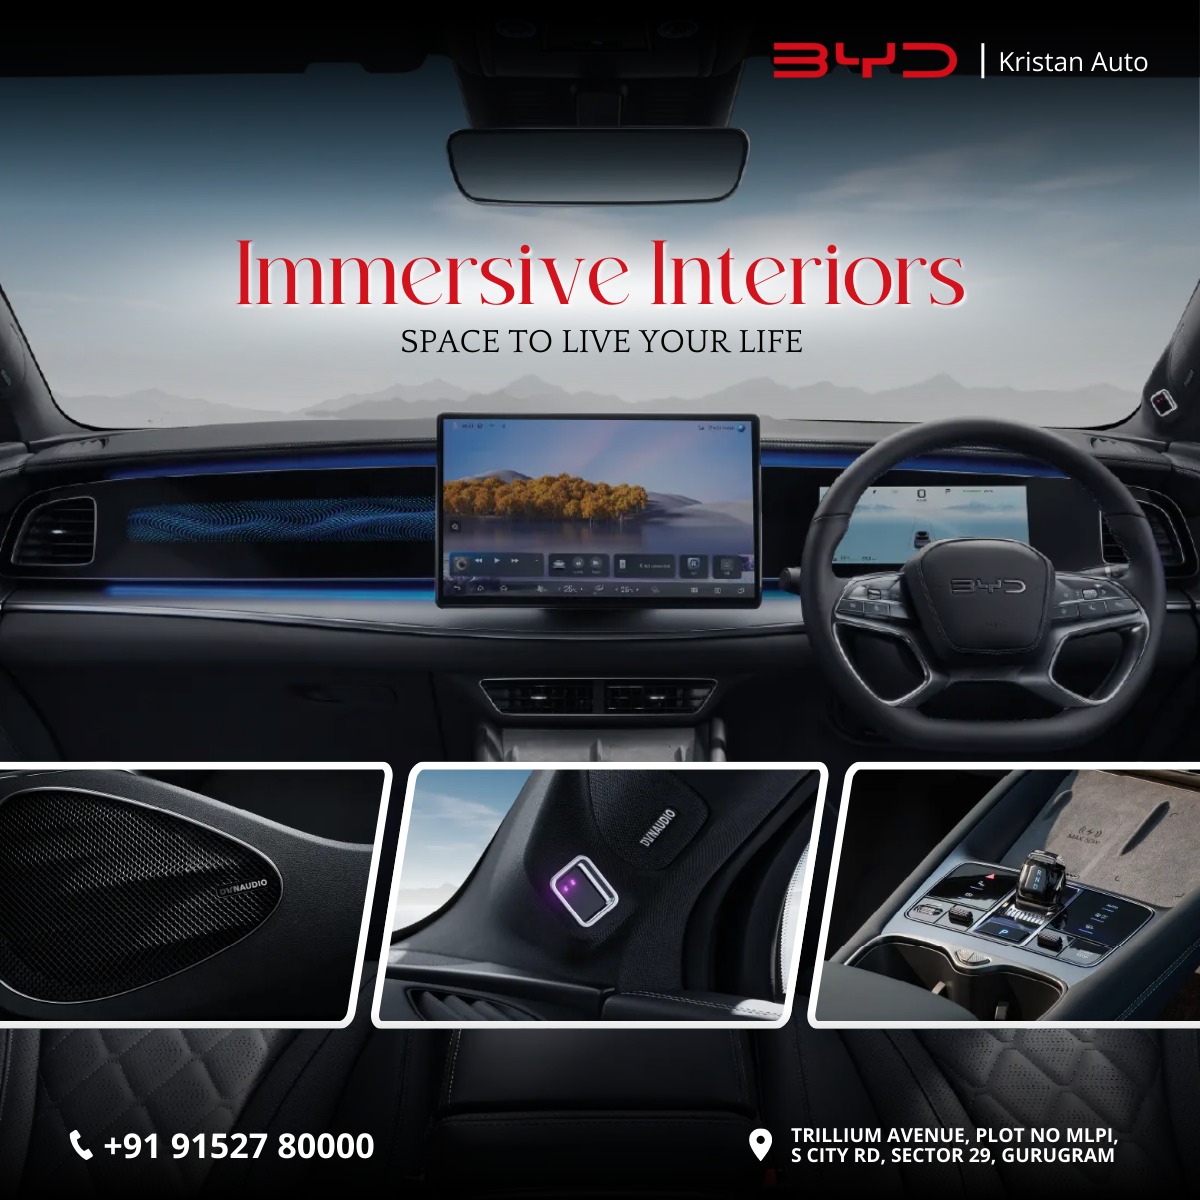 BYD | Kristan Auto
Immersive Interiors
SPACE TO LIVE YOUR LIFE
BYD
DYNAUDIO
DYNAUDIO
P
+91 91527 80000
TRILLIUM AVENUE, PLOT NO MLPI,
S CITY RD, SECTOR 29, GURUGRAM